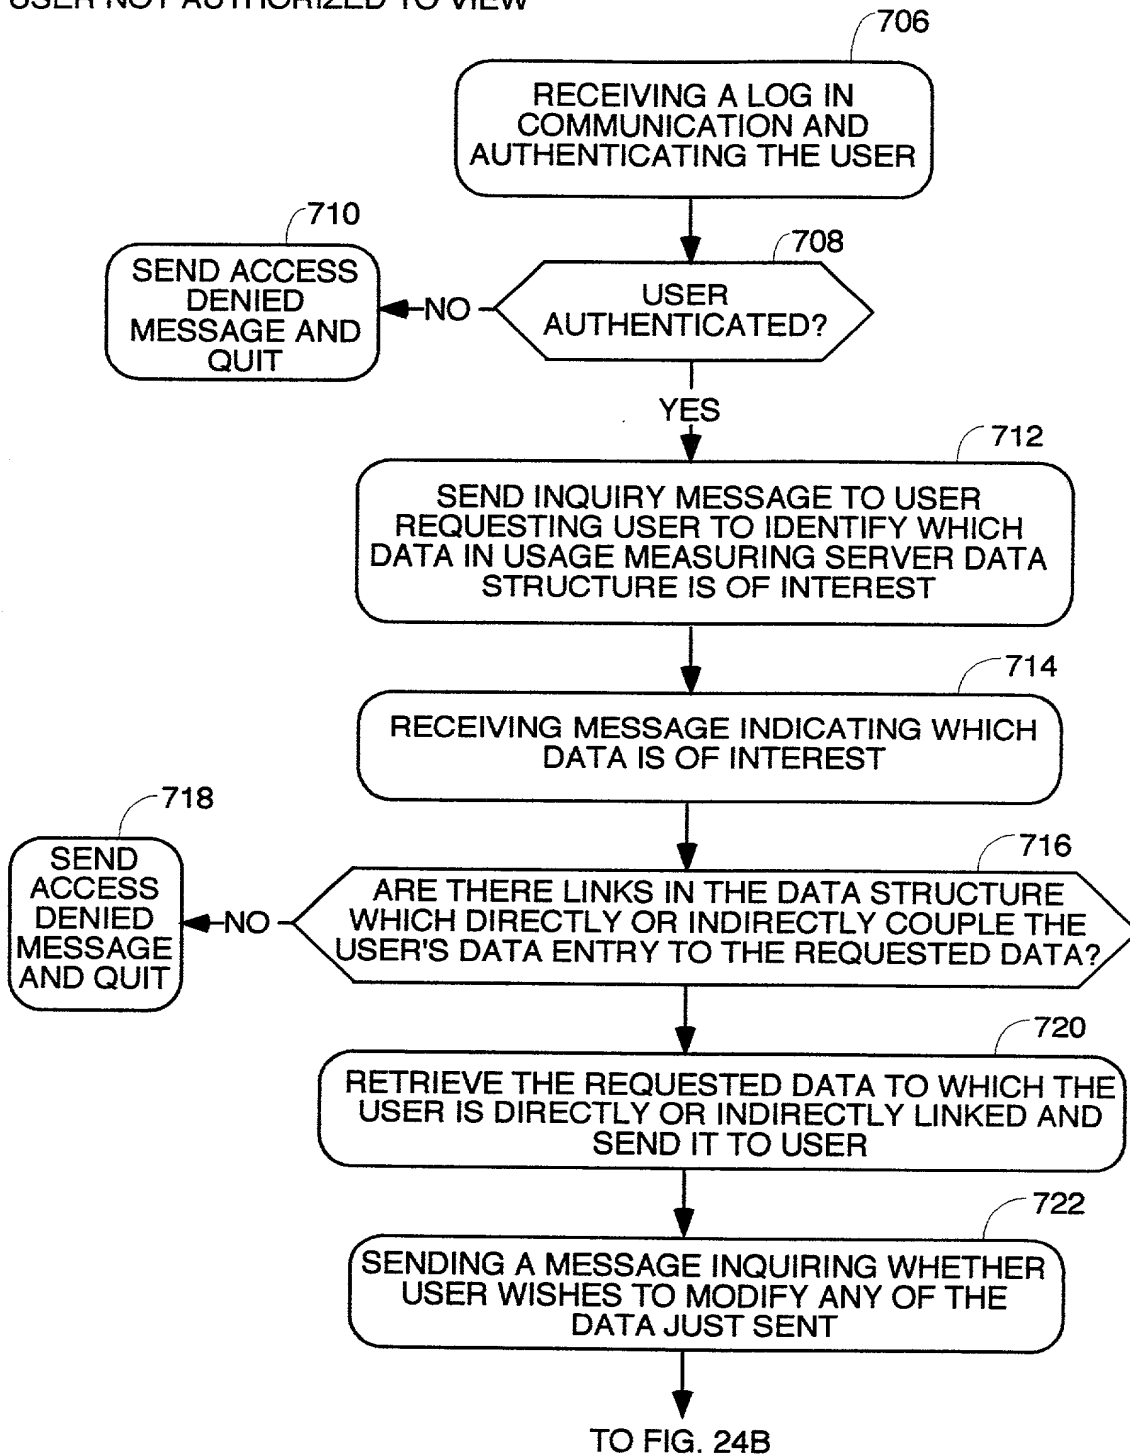 USER NOT AUTHORIZED TO VIEW
706
RECEIVING A LOG IN
COMMUNICATION AND
AUTHENTICATING THE USER
710
SEND ACCESS
DENIED
MESSAGE AND
QUIT
NO
708
USER
AUTHENTICATED?
YES
712
SEND INQUIRY MESSAGE TO USER
REQUESTING USER TO IDENTIFY WHICH
DATA IN USAGE MEASURING SERVER DATA
STRUCTURE IS OF INTEREST
714
RECEIVING MESSAGE INDICATING WHICH
DATA IS OF INTEREST
718
SEND
ACCESS
DENIED
MESSAGE
AND QUIT
NO
716
ARE THERE LINKS IN THE DATA STRUCTURE
WHICH DIRECTLY OR INDIRECTLY COUPLE THE
USER'S DATA ENTRY TO THE REQUESTED DATA?
720
RETRIEVE THE REQUESTED DATA TO WHICH THE
USER IS DIRECTLY OR INDIRECTLY LINKED AND
SEND IT TO USER
722
SENDING A MESSAGE INQUIRING WHETHER
USER WISHES TO MODIFY ANY OF THE
DATA JUST SENT
TO FIG. 24B